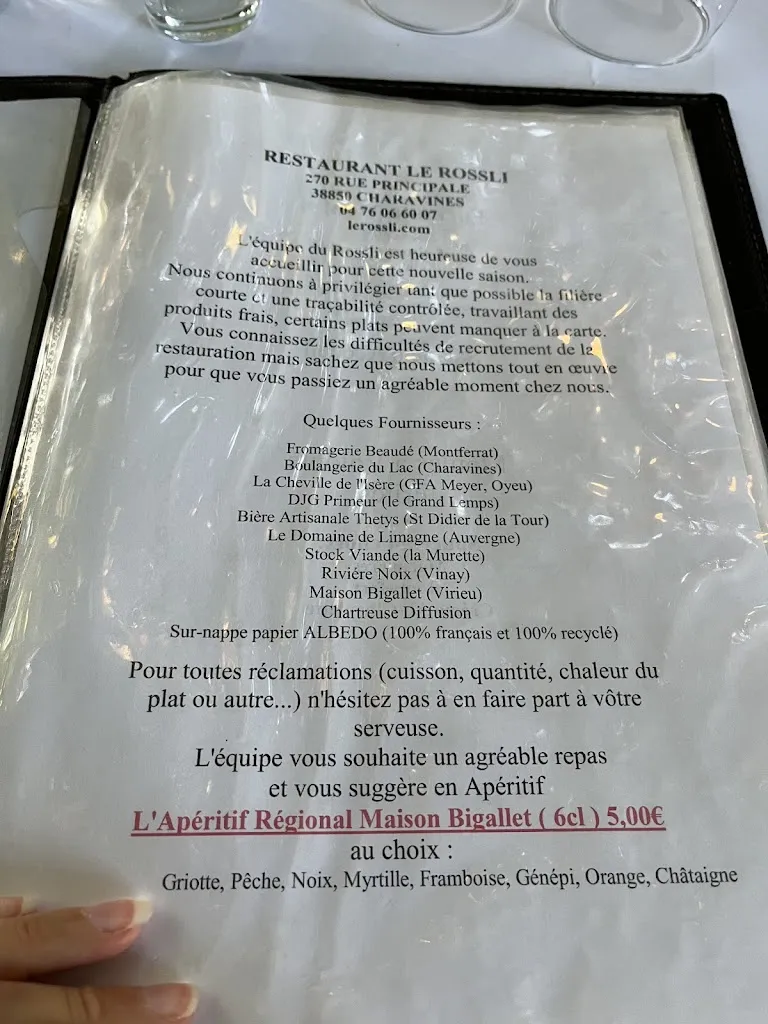 RESTAURANT LE ROSSLI
270 RUE PRINCIPALE
38850 CHARAVINES
04 76 06 60 07
lerossli.com
L'équipe du Rossli est heureuse de vous
accueillir pour cette nouvelle saison.
Nous continuons à privilégier tant que possible la filière
courte et une traçabilité contrôlée, travaillant des
produits frais, certains plats peuvent manquer à la carte.
Vous connaissez les difficultés de recrutement de la
restauration mais sachez que nous mettons tout en œuvre
pour que vous passiez un agréable moment chez nous.
Quelques Fournisseurs :
Fromagerie Beaudé (Montferrat)
Boulangerie du Lac (Charavines)
La Cheville de l'Isère (GFA Meyer, Oyeu)
DJG Primeur (le Grand Lemps)
Bière Artisanale Thetys (St Didier de la Tour)
Le Domaine de Limagne (Auvergne)
Stock Viande (la Murette)
Riviére Noix (Vinay)
Maison Bigallet (Virieu)
Chartreuse Diffusion
Sur-nappe papier ALBEDO (100% français et 100% recyclé)
Pour toutes réclamations (cuisson, quantité, chaleur du
plat ou autre...) n'hésitez pas à en faire part à vôtre
serveuse.
L'équipe vous souhaite un agréable repas
et vous suggère en Apéritif
L'Apéritif Régional Maison Bigallet ( 6cl ) 5,00€
au choix :
Griotte, Pêche, Noix, Myrtille, Framboise, Génépi, Orange, Châtaigne